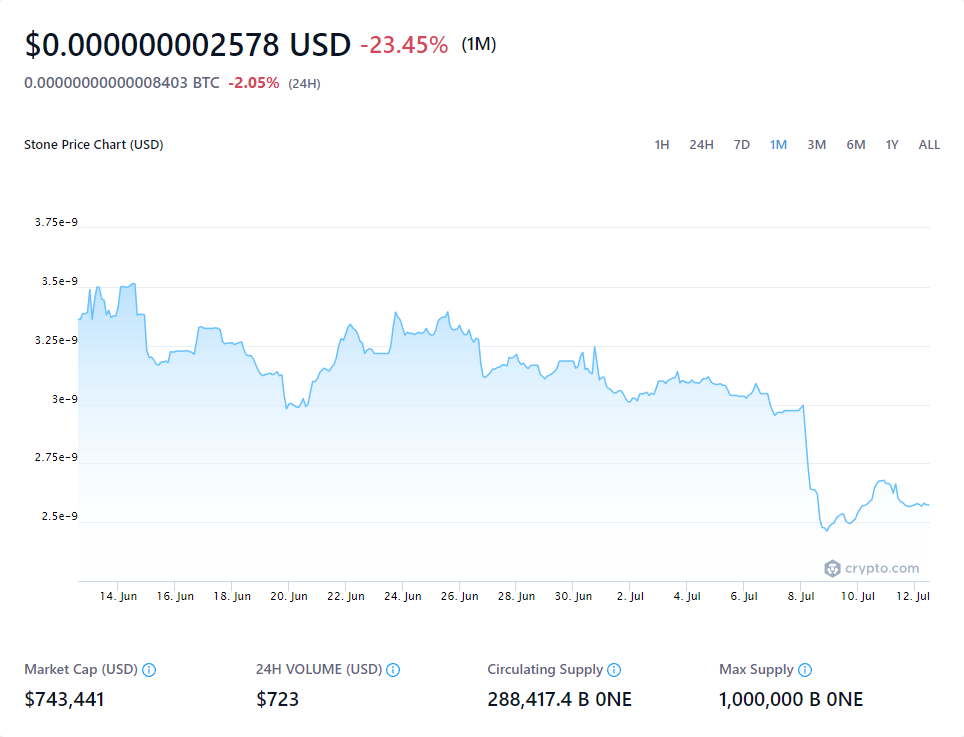 $0.000000002578 USD -23.45% (1M)
0.00000000000008403 BTC -2.05% (24H)
Stone Price Chart (USD) 1H 24H 7D 1M 3M 6M 1Y ALL
3.75e-9
3.5e-9
3.25e-9
3e-9
2.75e-9
2.5e-9
crypto.com
14. Jun 16. Jun 18. Jun 20. Jun 22. Jun 24. Jun 26. Jun 28. Jun 30. Jun 2. Jul 4. Jul 6. Jul 8. Jul 10. Jul 12. Jul
Market Cap (USD) 24H VOLUME (USD) Circulating Supply Max Supply
$743,441 $723 288,417.4 B 0NE 1,000,000 B 0NE